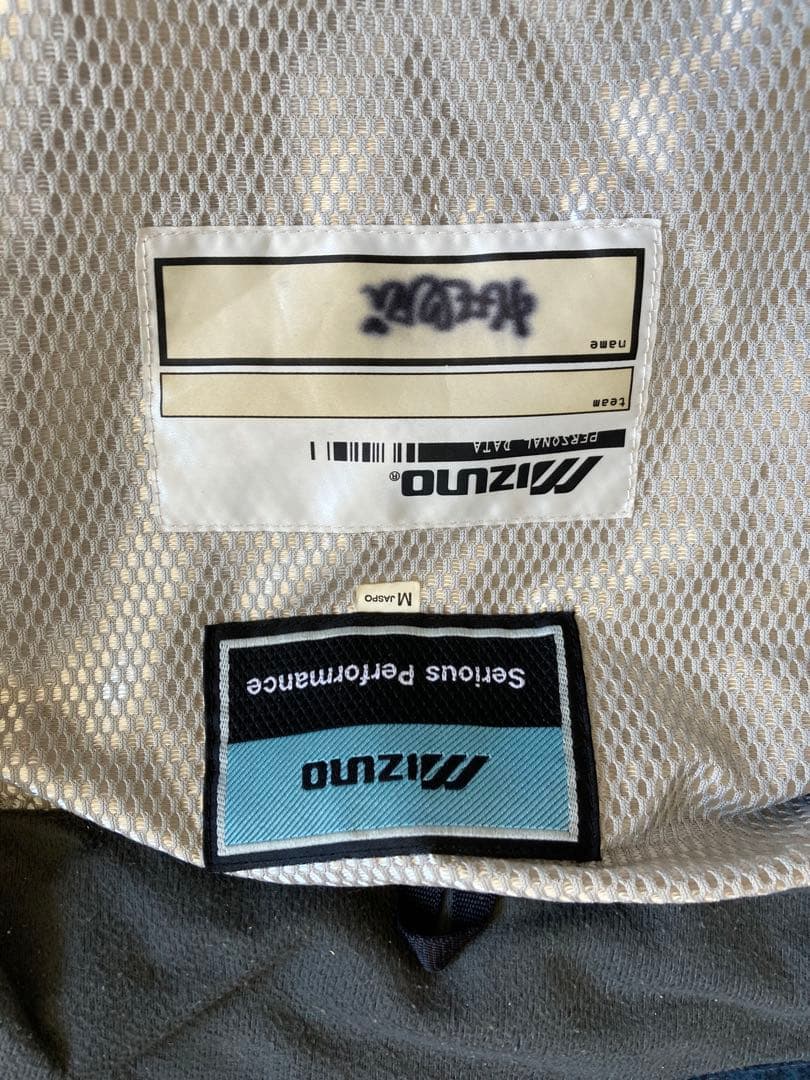 MIZUNO
Serious Performance
M JASPO
MIZUNO®
PERSONAL DATA
team
name